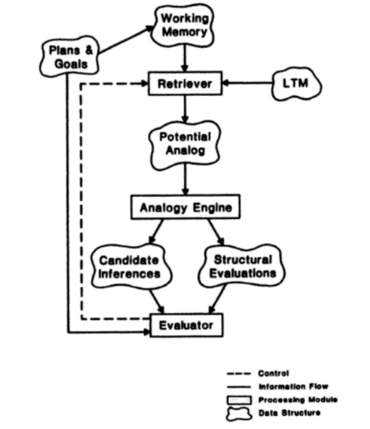 Working
Memory
Plans &
Goals
Retriever
LTM
Potential
Analog
Analogy Engine
Candidate
Inferences
Structural
Evaluations
Evaluator
Control
Information Flow
Processing Module
Data Structure